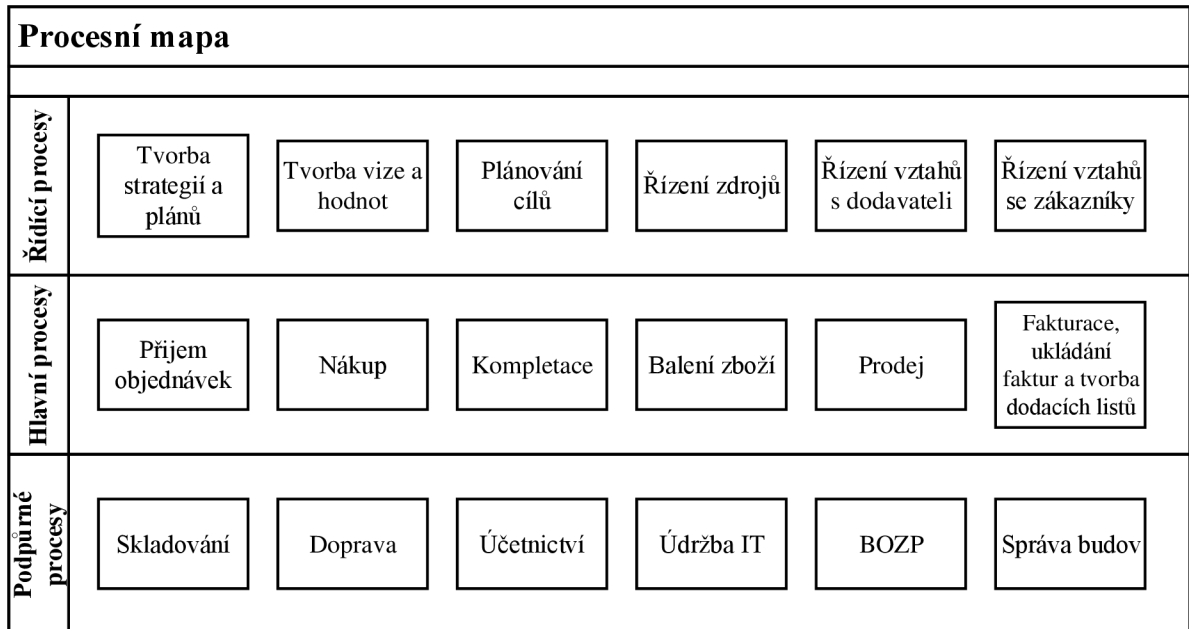 Procesní mapa
Řídící procesy
Tvorba
strategií a
plánů
Tvorba vize a
hodnot
Plánování
cílů
Řízení zdrojů
Řízení vztahů
s dodavateli
Řízení vztahů
se zákazníky
Hlavní procesy
Přijem
objednávek
Nákup
Kompletace
Balení zboží
Prodej
Fakturace,
ukládání
faktur a tvorba
dodacích listů
Podpůrné
procesy
Skladování
Doprava
Účetnictví
Údržba IT
BOZP
Správa budov